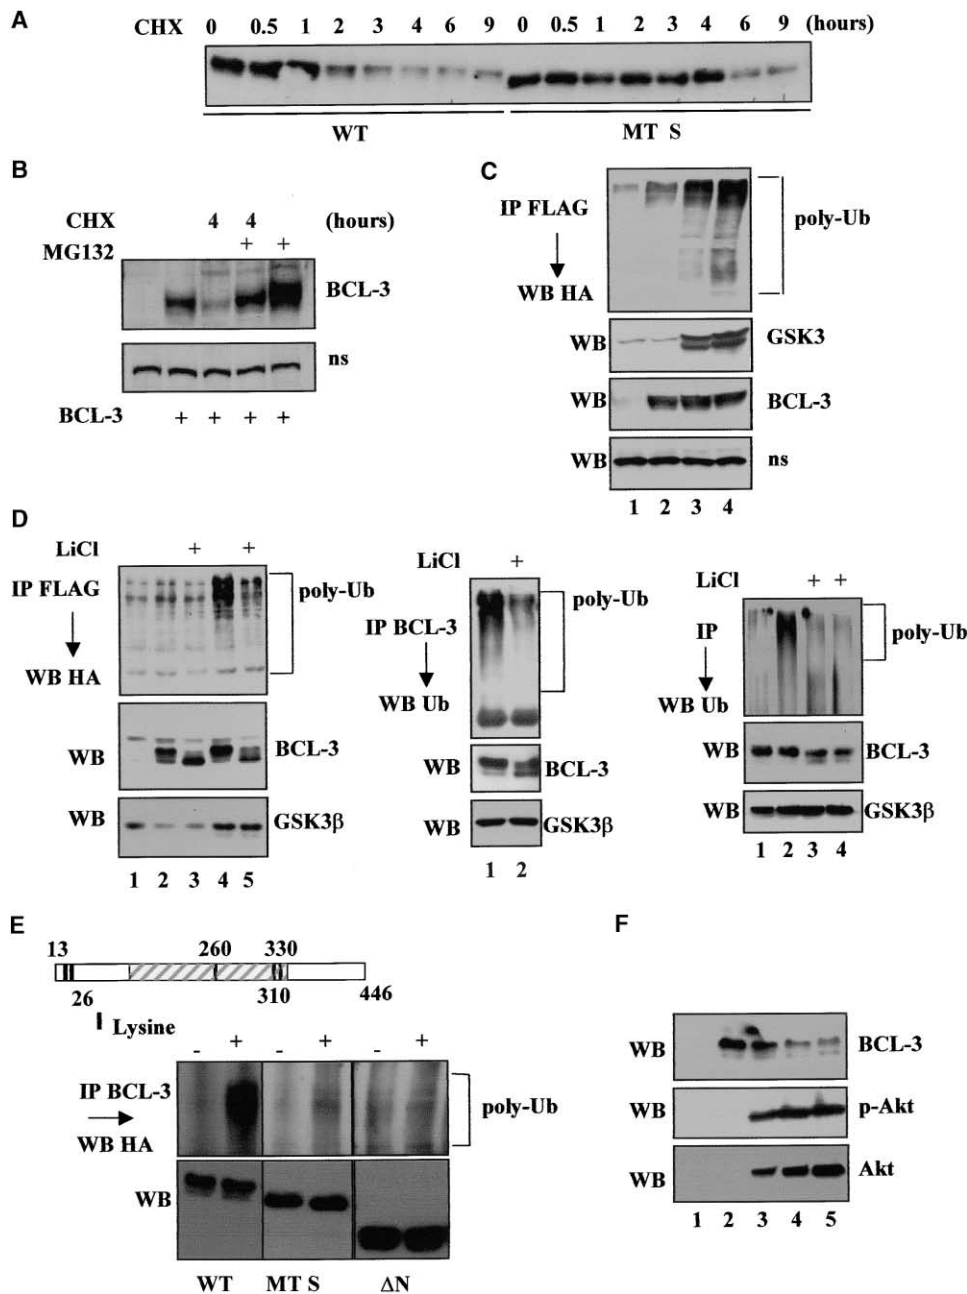 A
CHX 0 0.5 1 2 3 4 6 9 0 0.5 1 2 3 4 6 9 (hours)
WT MT S
B
CHX 4 4 (hours)
MG132 + +
BCL-3
ns
BCL-3 + + + +
C
IP FLAG
WB HA
poly-Ub
WB GSK3
WB BCL-3
WB ns
1 2 3 4
D
LiCl + +
IP FLAG
WB HA
poly-Ub
WB BCL-3
WB GSK3β
1 2 3 4 5
LiCl +
IP BCL-3
WB Ub
poly-Ub
WB BCL-3
WB GSK3β
1 2
LiCl + +
IP
WB Ub
poly-Ub
WB BCL-3
WB GSK3β
1 2 3 4
E
13 260 330
26 310 446
Lysine
- + - + - +
IP BCL-3
WB HA
poly-Ub
WB
WT MT S ΔN
F
WB BCL-3
WB p-Akt
WB Akt
1 2 3 4 5